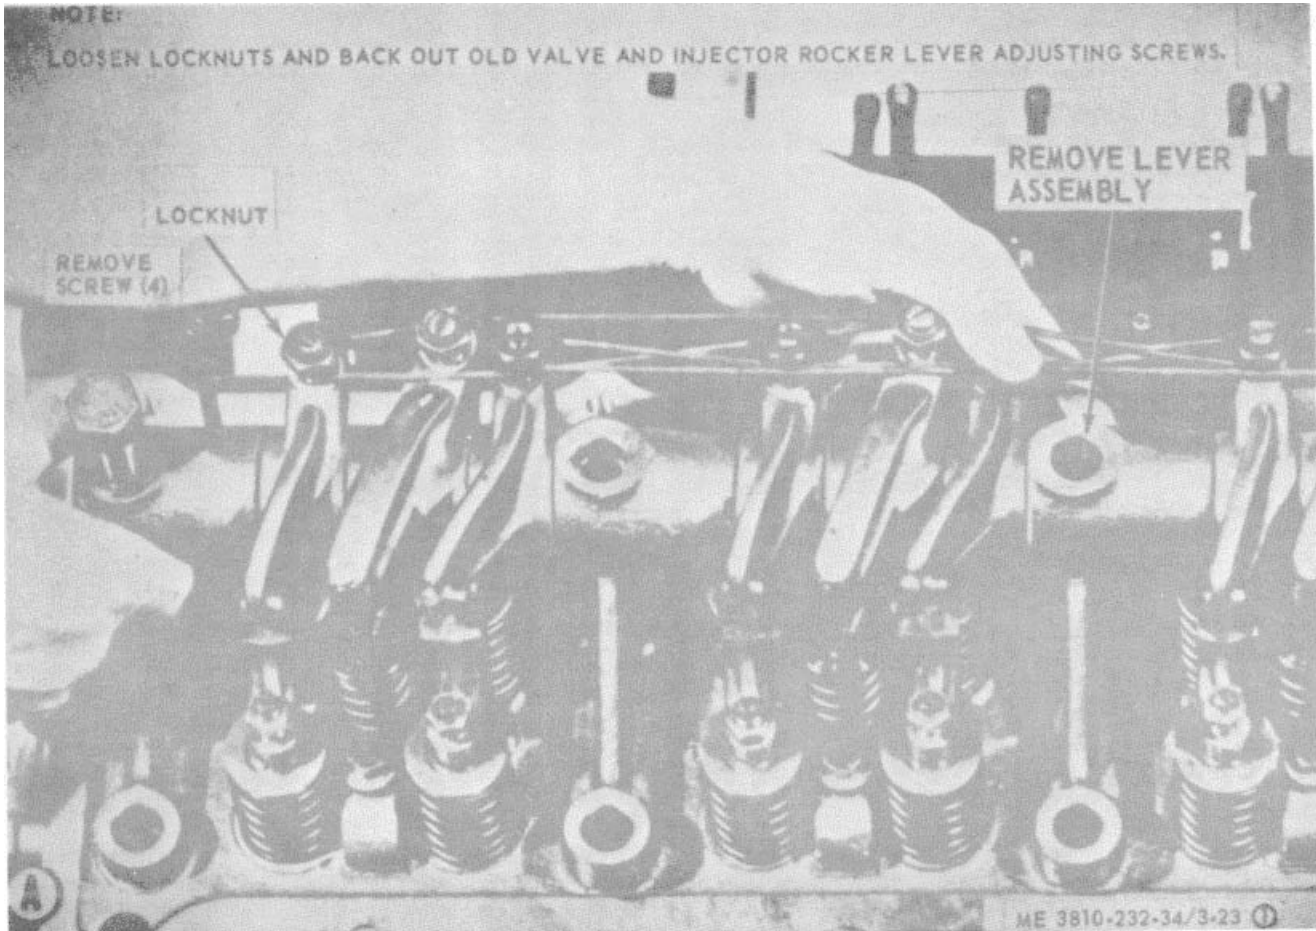 NOTE:
LOOSEN LOCKNUTS AND BACK OUT OLD VALVE AND INJECTOR ROCKER LEVER ADJUSTING SCREWS.
REMOVE LEVER
ASSEMBLY
LOCKNUT
REMOVE
SCREW (4)
A
ME 3810-232-34/3-23 ①